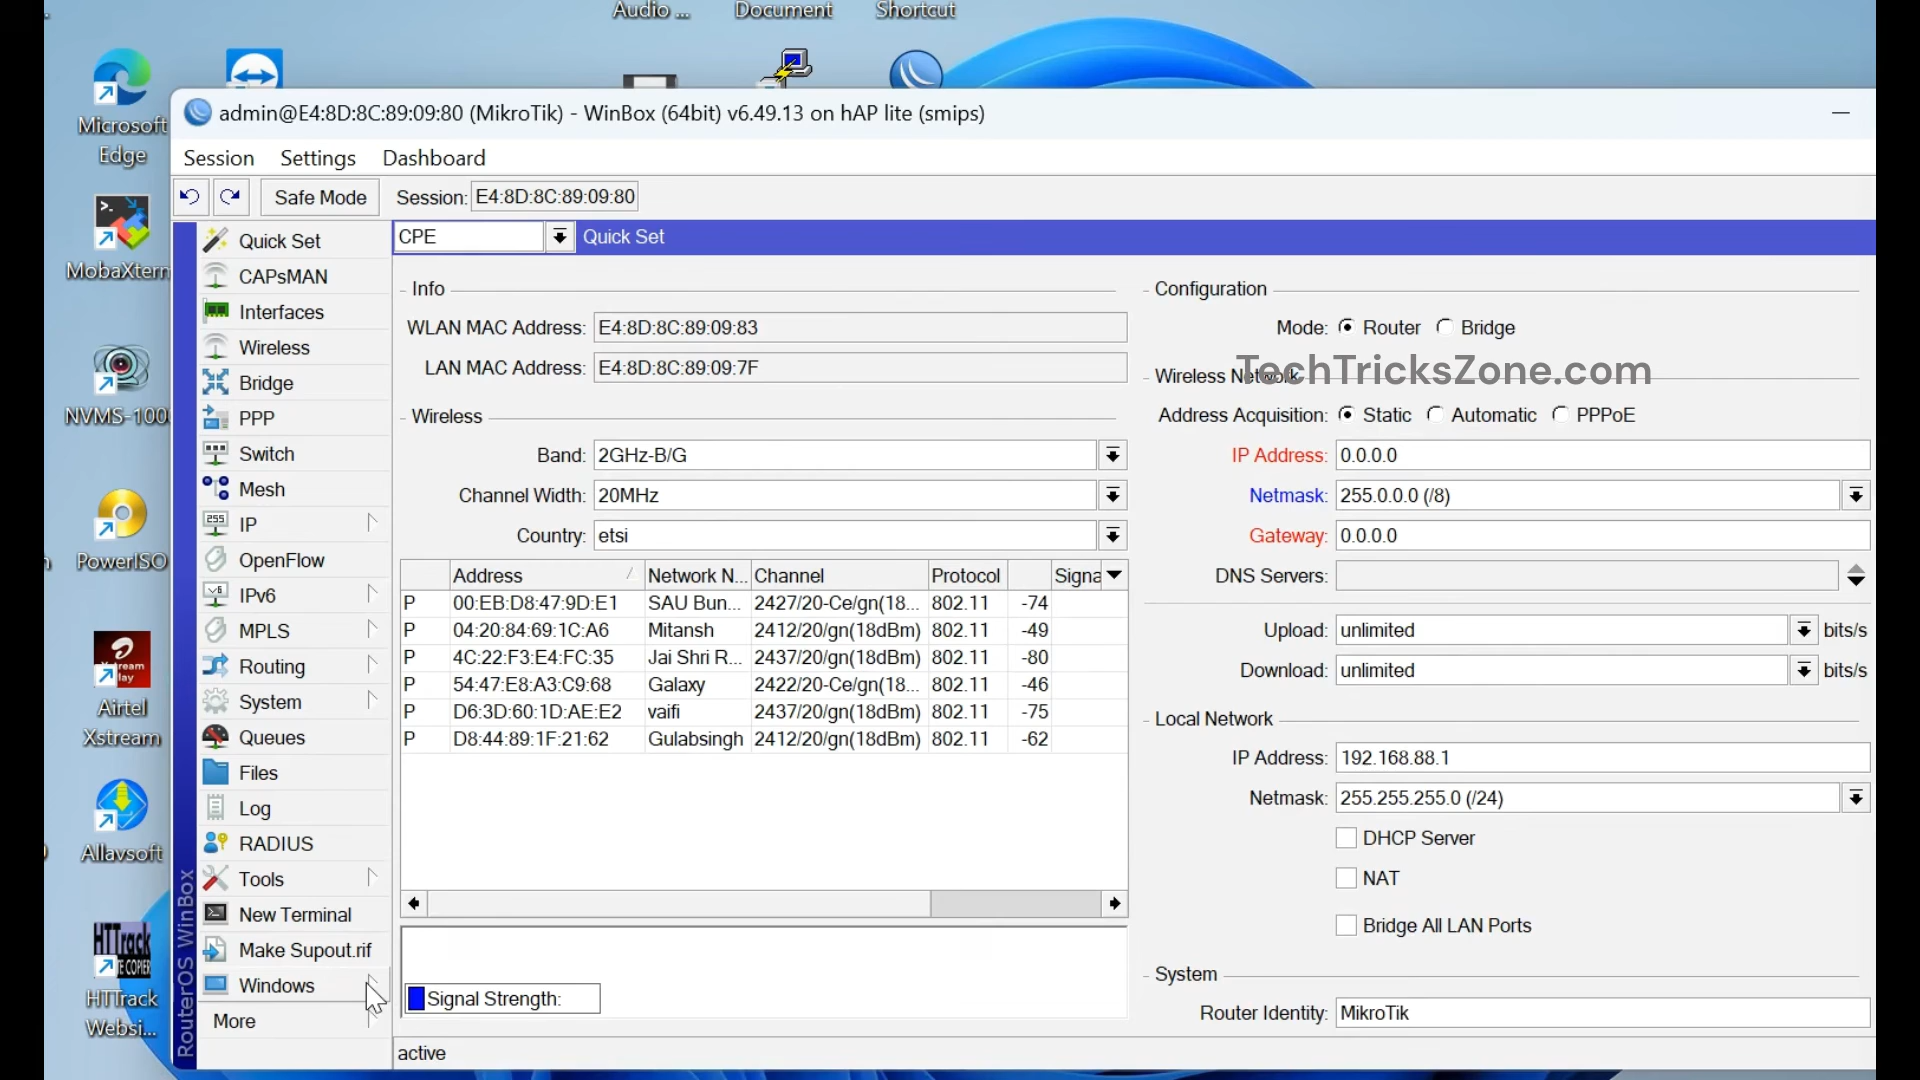 Audio ...
Document
Shortcut
Microsoft
Edge
MobaXterm
NVMS-100
PowerISO
Airtel
Xstream
Allavsoft
HTTrack
Websi...
admin@E4:8D:8C:89:09:80 (MikroTik) - WinBox (64bit) v6.49.13 on hAP lite (smips)
Session Settings Dashboard
Safe Mode Session: E4:8D:8C:89:09:80
Quick Set
CAPsMAN
Interfaces
Wireless
Bridge
PPP
Switch
Mesh
IP
OpenFlow
IPv6
MPLS
Routing
System
Queues
Files
Log
RADIUS
Tools
New Terminal
Make Supout.rif
Windows
More
RouterOS WinBox
CPE Quick Set
Info
WLAN MAC Address: E4:8D:8C:89:09:83
LAN MAC Address: E4:8D:8C:89:09:7F
Wireless
Band: 2GHz-B/G
Channel Width: 20MHz
Country: etsi
Address Network N... Channel Protocol Signa
P 00:EB:D8:47:9D:E1 SAU Bun... 2427/20-Ce/gn(18... 802.11 -74
P 04:20:84:69:1C:A6 Mitansh 2412/20/gn(18dBm) 802.11 -49
P 4C:22:F3:E4:FC:35 Jai Shri R... 2437/20/gn(18dBm) 802.11 -80
P 54:47:E8:A3:C9:68 Galaxy 2422/20-Ce/gn(18... 802.11 -46
P D6:3D:60:1D:AE:E2 vaifi 2437/20/gn(18dBm) 802.11 -75
P D8:44:89:1F:21:62 Gulabsingh 2412/20/gn(18dBm) 802.11 -62
Signal Strength:
active
Configuration
Mode: Router Bridge
TechTricksZone.com
Wireless Network
Address Acquisition: Static Automatic PPPoE
IP Address: 0.0.0.0
Netmask: 255.0.0.0 (/8)
Gateway: 0.0.0.0
DNS Servers:
Upload: unlimited bits/s
Download: unlimited bits/s
Local Network
IP Address: 192.168.88.1
Netmask: 255.255.255.0 (/24)
DHCP Server
NAT
Bridge All LAN Ports
System
Router Identity: MikroTik